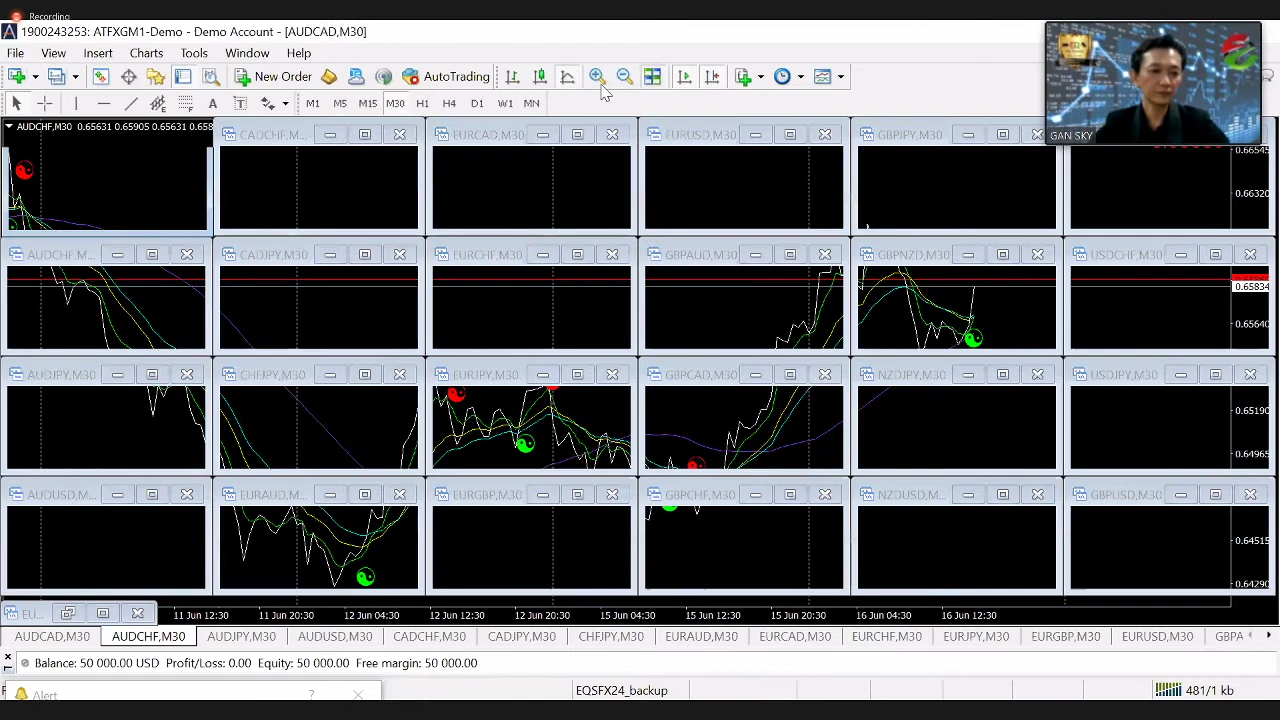 Recording
1900243253: ATFXGM1-Demo - Demo Account - [AUDCAD,M30]
File View Insert Charts Tools Window Help
New Order AutoTrading
A T M1 M5 M15 M30 H1 H4 D1 W1 MN
GAN SKY
AUDCHF,M30 0.65631 0.65905 0.65631 0.658
CADCHF,M... EURCAD,M30 EURUSD,M30 GBPJPY,M30
0.66545
0.66320
AUDCHF,M... CADJPY,M30 EURCHF,M30 GBPAUD,M30 GBPNZD,M30 USDCHF,M30
0.65834
0.65640
AUDJPY,M30 CHFJPY,M30 EURJPY,M30 GBPCAD,M30 NZDJPY,M30 USDJPY,M30
0.65190
0.64965
AUDUSD,M... EURAUD,M... EURGBP,M30 GBPCHF,M30 NZDUSD,M... GBPUSD,M30
0.64515
0.64290
EU...
11 Jun 12:30 11 Jun 20:30 12 Jun 04:30 12 Jun 12:30 12 Jun 20:30 15 Jun 04:30 15 Jun 12:30 15 Jun 20:30 16 Jun 04:30 16 Jun 12:30
AUDCAD,M30 AUDCHF,M30 AUDJPY,M30 AUDUSD,M30 CADCHF,M30 CADJPY,M30 CHFJPY,M30 EURAUD,M30 EURCAD,M30 EURCHF,M30 EURJPY,M30 EURGBP,M30 EURUSD,M30 GBPA
Balance: 50 000.00 USD Profit/Loss: 0.00 Equity: 50 000.00 Free margin: 50 000.00
Alert ?
EQSFX24_backup
481/1 kb